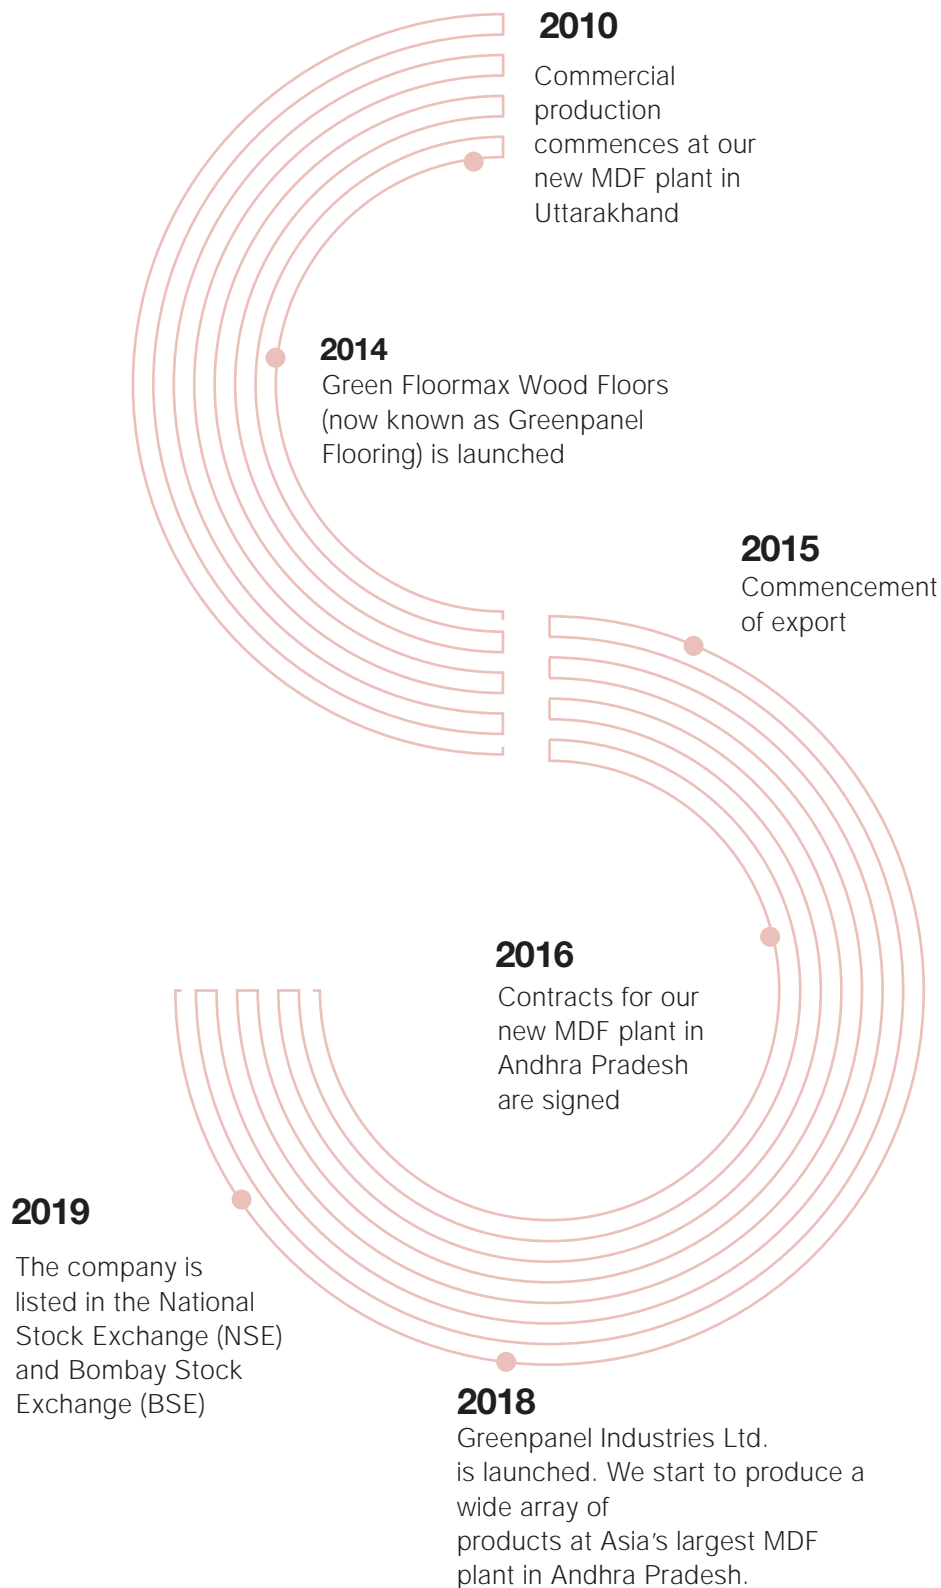 2010
Commercial
production
commences at our
new MDF plant in
Uttarakhand
2014
Green Floormax Wood Floors
(now known as Greenpanel
Flooring) is launched
2015
Commencement
of export
2016
Contracts for our
new MDF plant in
Andhra Pradesh
are signed
2019
The company is
listed in the National
Stock Exchange (NSE)
and Bombay Stock
Exchange (BSE)
2018
Greenpanel Industries Ltd.
is launched. We start to produce a
wide array of
products at Asia’s largest MDF
plant in Andhra Pradesh.